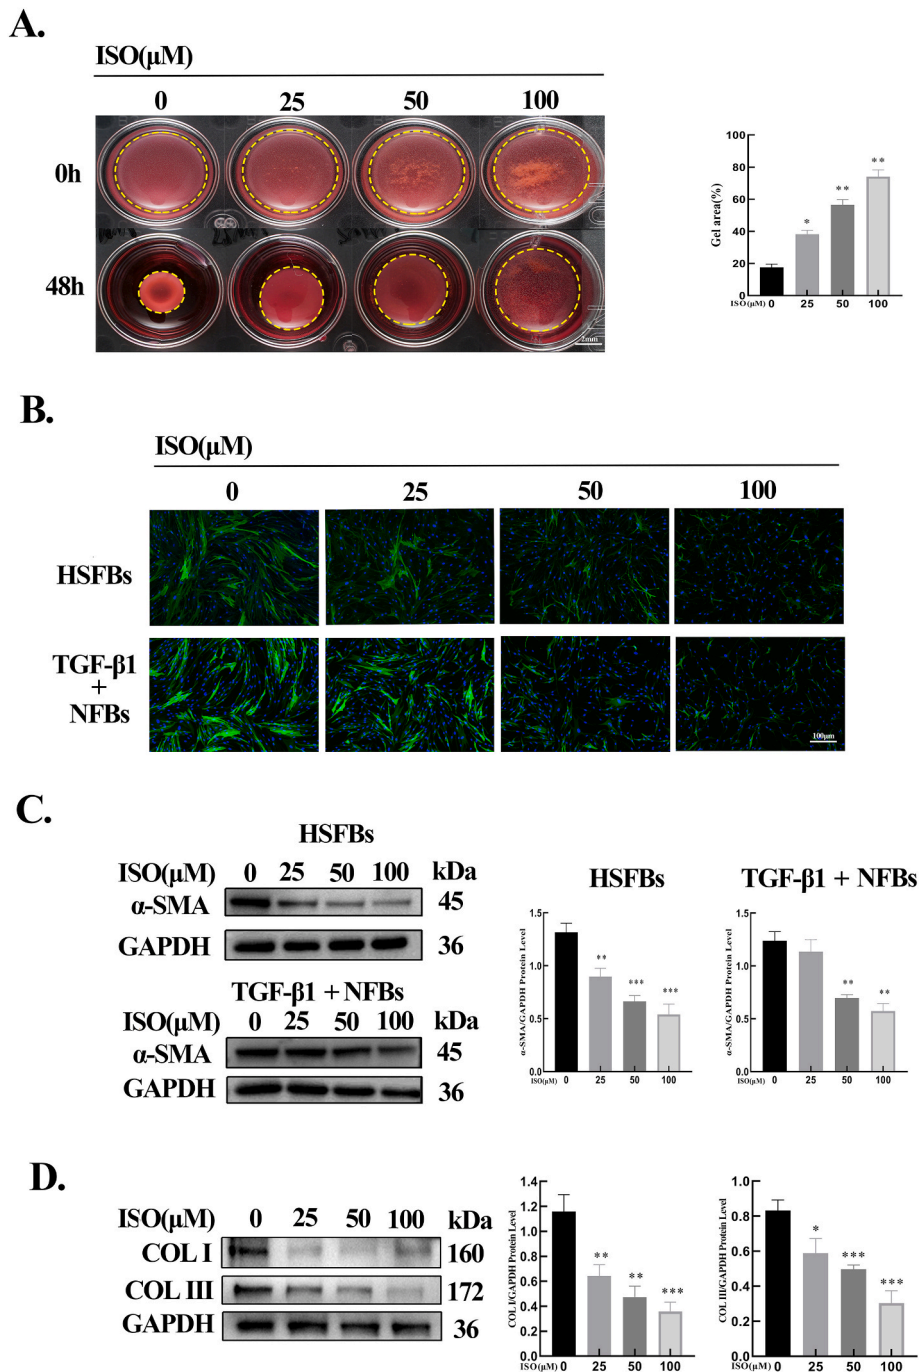 A.
ISO(μM)
0 25 50 100
0h
48h
2mm
Gel area(%)
100
80
60
40
20
0
* ** **
ISO(μM) 0 25 50 100
B.
ISO(μM)
0 25 50 100
HSFBs
TGF-β1
+
NFBs
100μm
C.
HSFBs
ISO(μM) 0 25 50 100 kDa
α-SMA 45
GAPDH 36
TGF-β1 + NFBs
ISO(μM) 0 25 50 100 kDa
α-SMA 45
GAPDH 36
HSFBs
α-SMA/GAPDH Protein Level
1.5
1.0
0.5
0.0
** *** ***
ISO(μM) 0 25 50 100
TGF-β1 + NFBs
α-SMA/GAPDH Protein Level
1.5
1.0
0.5
0.0
** **
ISO(μM) 0 25 50 100
D.
ISO(μM) 0 25 50 100 kDa
COL I 160
COL III 172
GAPDH 36
COL I/GAPDH Protein Level
1.4
1.2
1.0
0.8
0.6
0.4
0.2
0.0
** ** ***
ISO(μM) 0 25 50 100
COL III/GAPDH Protein Level
1.0
0.8
0.6
0.4
0.2
0.0
* *** ***
ISO(μM) 0 25 50 100